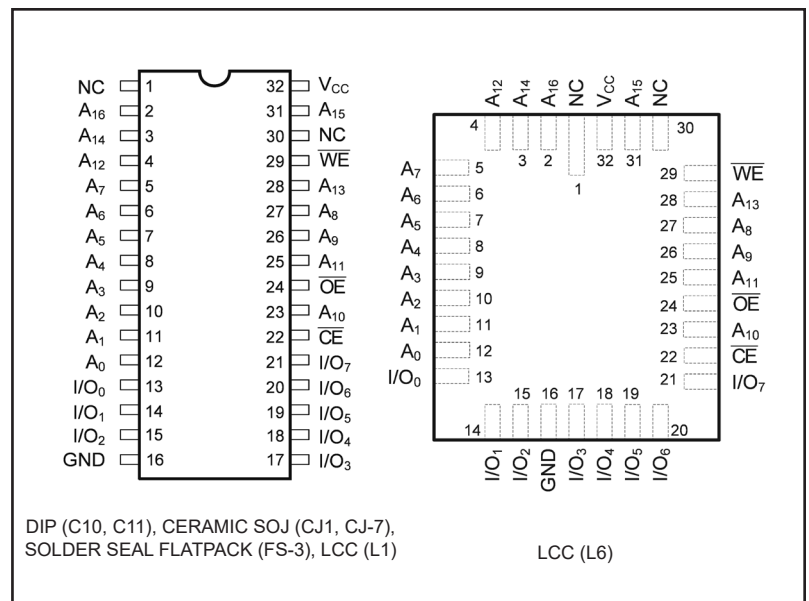 NC 1 32 VCC
A16 2 31 A15
A14 3 30 NC
A12 4 29 W̅E̅
A7 5 28 A13
A6 6 27 A8
A5 7 26 A9
A4 8 25 A11
A3 9 24 O̅E̅
A2 10 23 A10
A1 11 22 C̅E̅
A0 12 21 I/O7
I/O0 13 20 I/O6
I/O1 14 19 I/O5
I/O2 15 18 I/O4
GND 16 17 I/O3
DIP (C10, C11), CERAMIC SOJ (CJ1, CJ-7),
SOLDER SEAL FLATPACK (FS-3), LCC (L1)
A12 A14 A16 NC VCC A15 NC
4 3 2 1 32 31 30
A7 5 29 W̅E̅
A6 6 28 A13
A5 7 27 A8
A4 8 26 A9
A3 9 25 A11
A2 10 24 O̅E̅
A1 11 23 A10
A0 12 22 C̅E̅
I/O0 13 21 I/O7
14 15 16 17 18 19 20
I/O1 I/O2 GND I/O3 I/O4 I/O5 I/O6
LCC (L6)